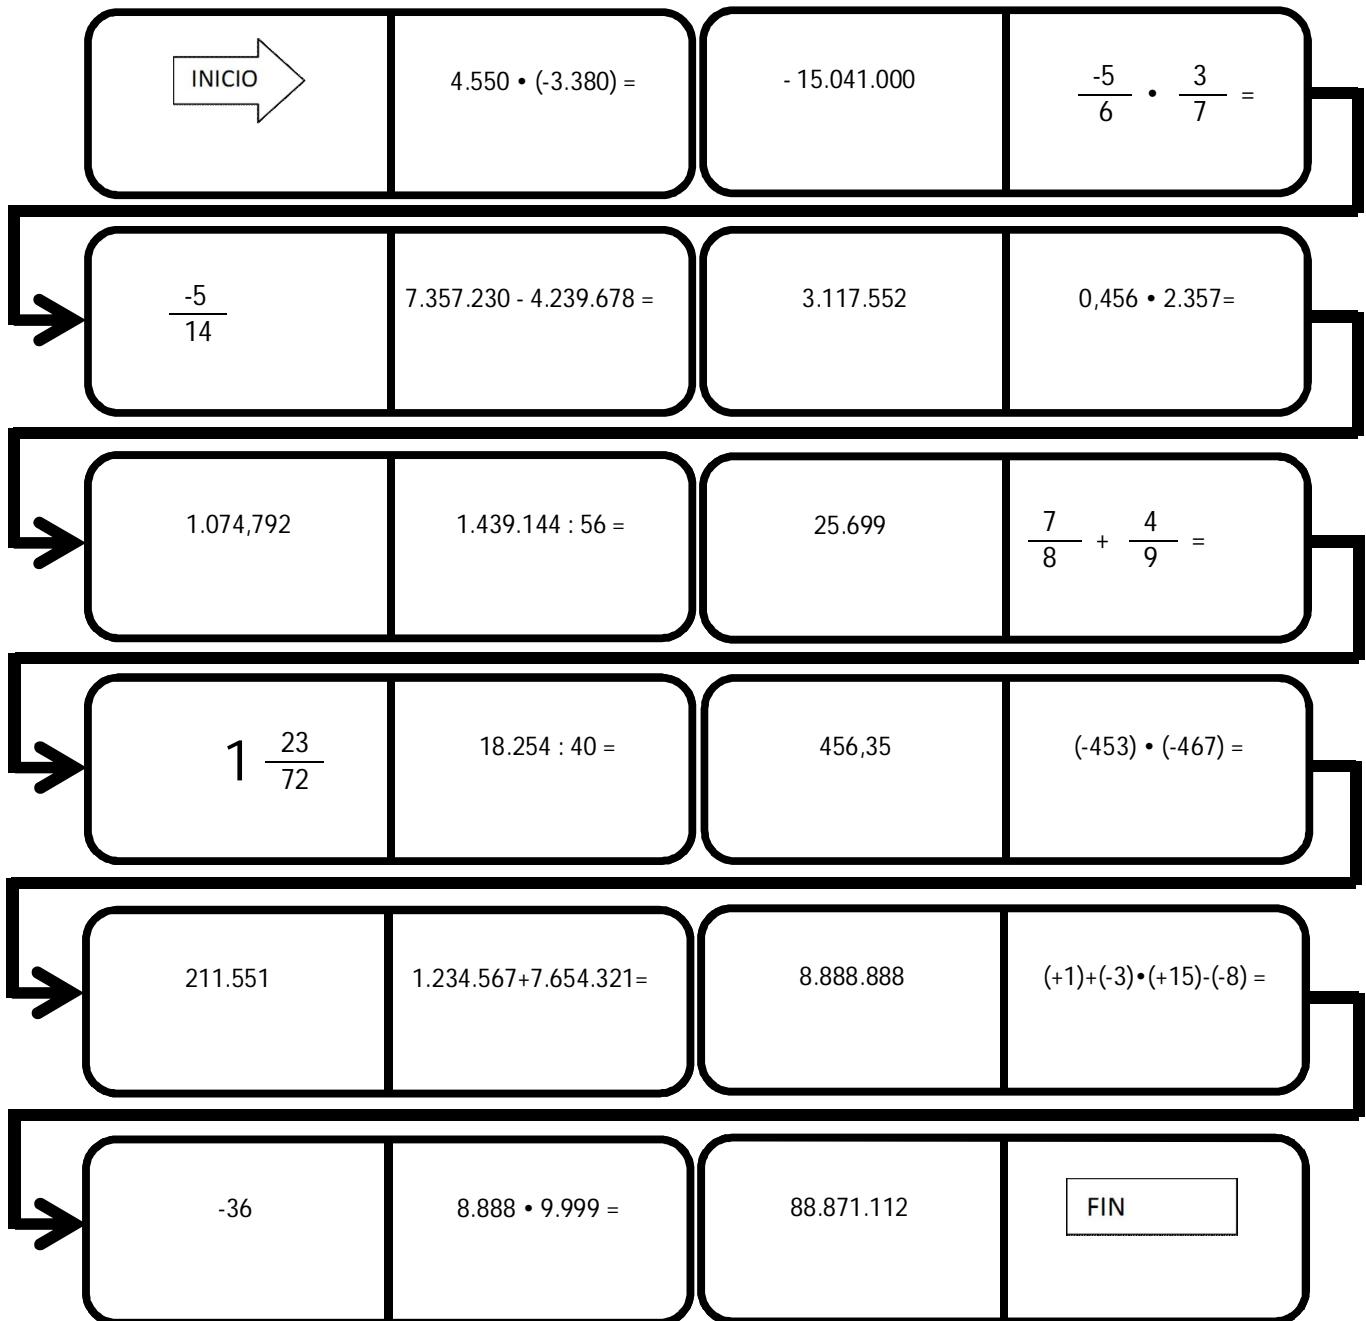 INICIO
4.550 • (-3.380) =
- 15.041.000
-5/6 • 3/7 =
-5/14
7.357.230 - 4.239.678 =
3.117.552
0,456 • 2.357=
1.074,792
1.439.144 : 56 =
25.699
7/8 + 4/9 =
1 23/72
18.254 : 40 =
456,35
(-453) • (-467) =
211.551
1.234.567+7.654.321=
8.888.888
(+1)+(-3)•(+15)-(-8) =
-36
8.888 • 9.999 =
88.871.112
FIN